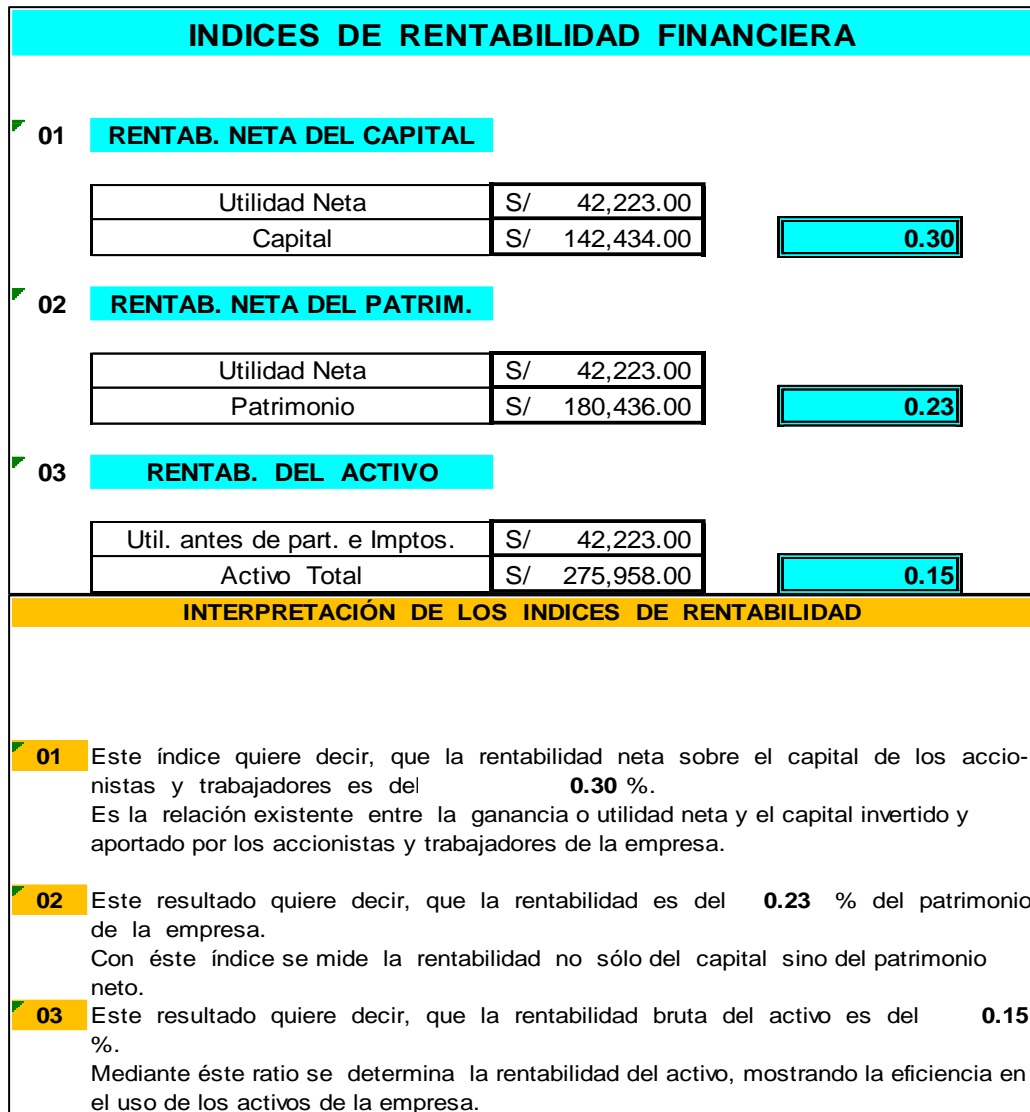 INDICES DE RENTABILIDAD FINANCIERA
01 RENTAB. NETA DEL CAPITAL
Utilidad Neta S/ 42,223.00
Capital S/ 142,434.00 0.30
02 RENTAB. NETA DEL PATRIM.
Utilidad Neta S/ 42,223.00
Patrimonio S/ 180,436.00 0.23
03 RENTAB. DEL ACTIVO
Util. antes de part. e Imptos. S/ 42,223.00
Activo Total S/ 275,958.00 0.15
INTERPRETACIÓN DE LOS INDICES DE RENTABILIDAD
01 Este índice quiere decir, que la rentabilidad neta sobre el capital de los accio-
nistas y trabajadores es del 0.30 %.
Es la relación existente entre la ganancia o utilidad neta y el capital invertido y
aportado por los accionistas y trabajadores de la empresa.
02 Este resultado quiere decir, que la rentabilidad es del 0.23 % del patrimonio
de la empresa.
Con éste índice se mide la rentabilidad no sólo del capital sino del patrimonio
neto.
03 Este resultado quiere decir, que la rentabilidad bruta del activo es del 0.15
%.
Mediante éste ratio se determina la rentabilidad del activo, mostrando la eficiencia en
el uso de los activos de la empresa.